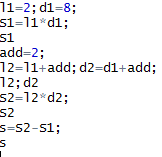 l1=2;d1=8;
S1=l1*d1;
S1
add=2;
l2=l1+add;d2=d1+add;
l2;d2
S2=l2*d2;
S2
s=S2-S1;
s